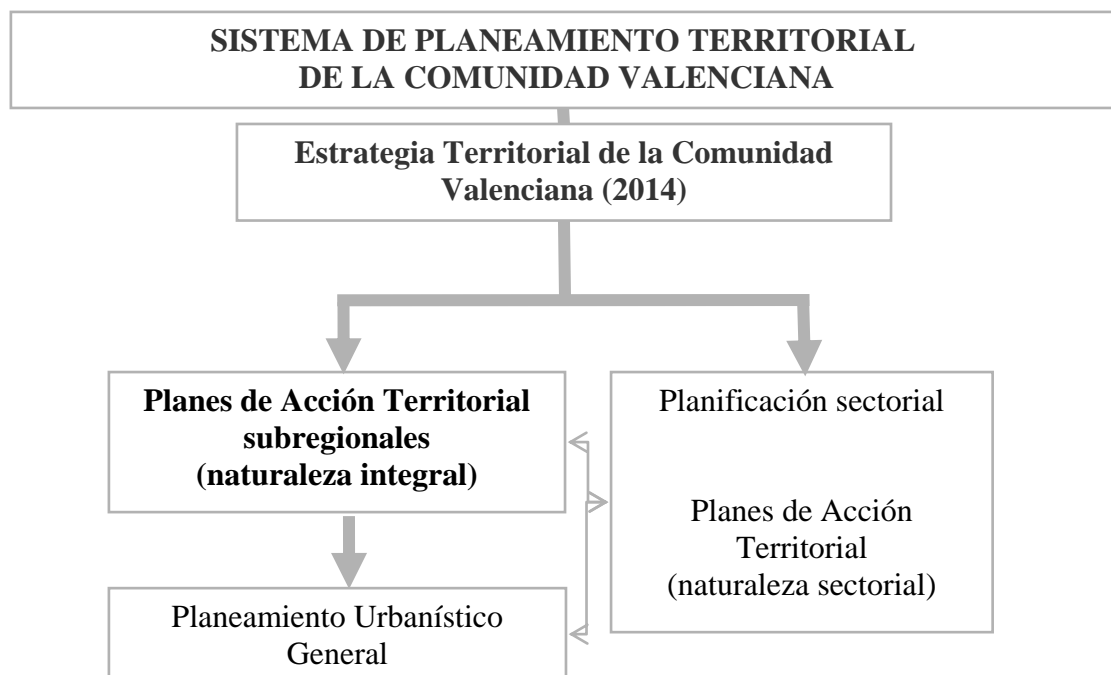 SISTEMA DE PLANEAMIENTO TERRITORIAL
DE LA COMUNIDAD VALENCIANA
Estrategia Territorial de la Comunidad
Valenciana (2014)
Planes de Acción Territorial
subregionales
(naturaleza integral)
Planificación sectorial
Planes de Acción
Territorial
(naturaleza sectorial)
Planeamiento Urbanístico
General